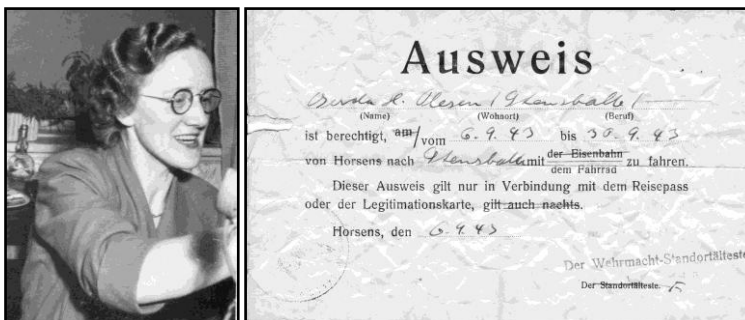 Ausweis
Gerda K. Olesen (Stensballe)
(Name) (Wohnort) (Beruf)
ist berechtigt, am/vom 6.9.43 bis 30.9.43
von Horsens nach Stensballe mit der Eisenbahn
dem Fahrrad zu fahren.
Dieser Ausweis gilt nur in Verbindung mit dem Reisepass
oder der Legitimationskarte, gilt auch nachts.
Horsens, den 6.9.43
Der Wehrmacht-Standortälteste
Der Standortälteste.